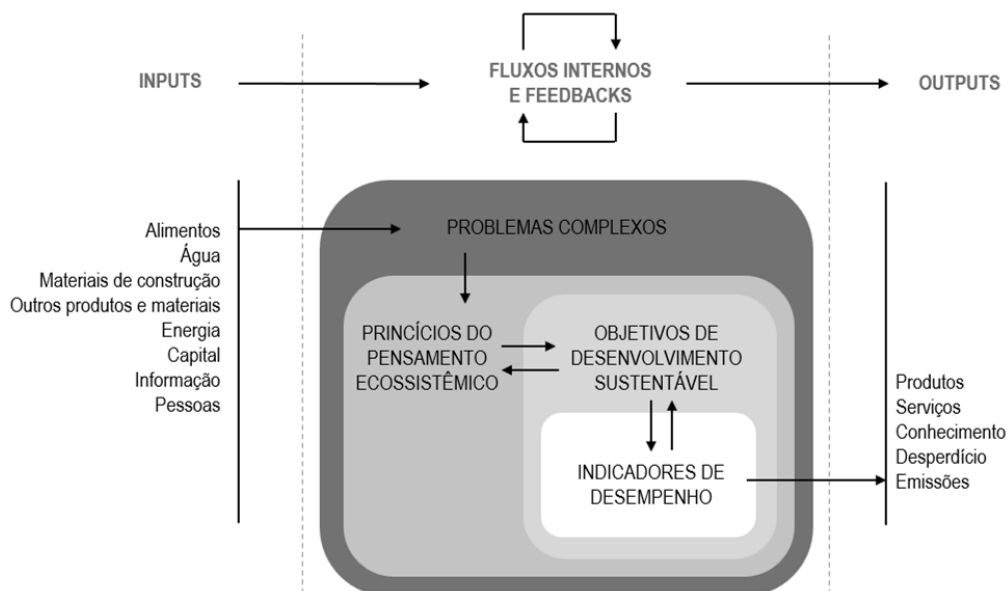 INPUTS
FLUXOS INTERNOS
E FEEDBACKS
OUTPUTS
Alimentos
Água
Materiais de construção
Outros produtos e materiais
Energia
Capital
Informação
Pessoas
PROBLEMAS COMPLEXOS
PRINCÍCIOS DO
PENSAMENTO
ECOSSISTÊMICO
OBJETIVOS DE
DESENVOLVIMENTO
SUSTENTÁVEL
INDICADORES DE
DESEMPENHO
Produtos
Serviços
Conhecimento
Desperdício
Emissões